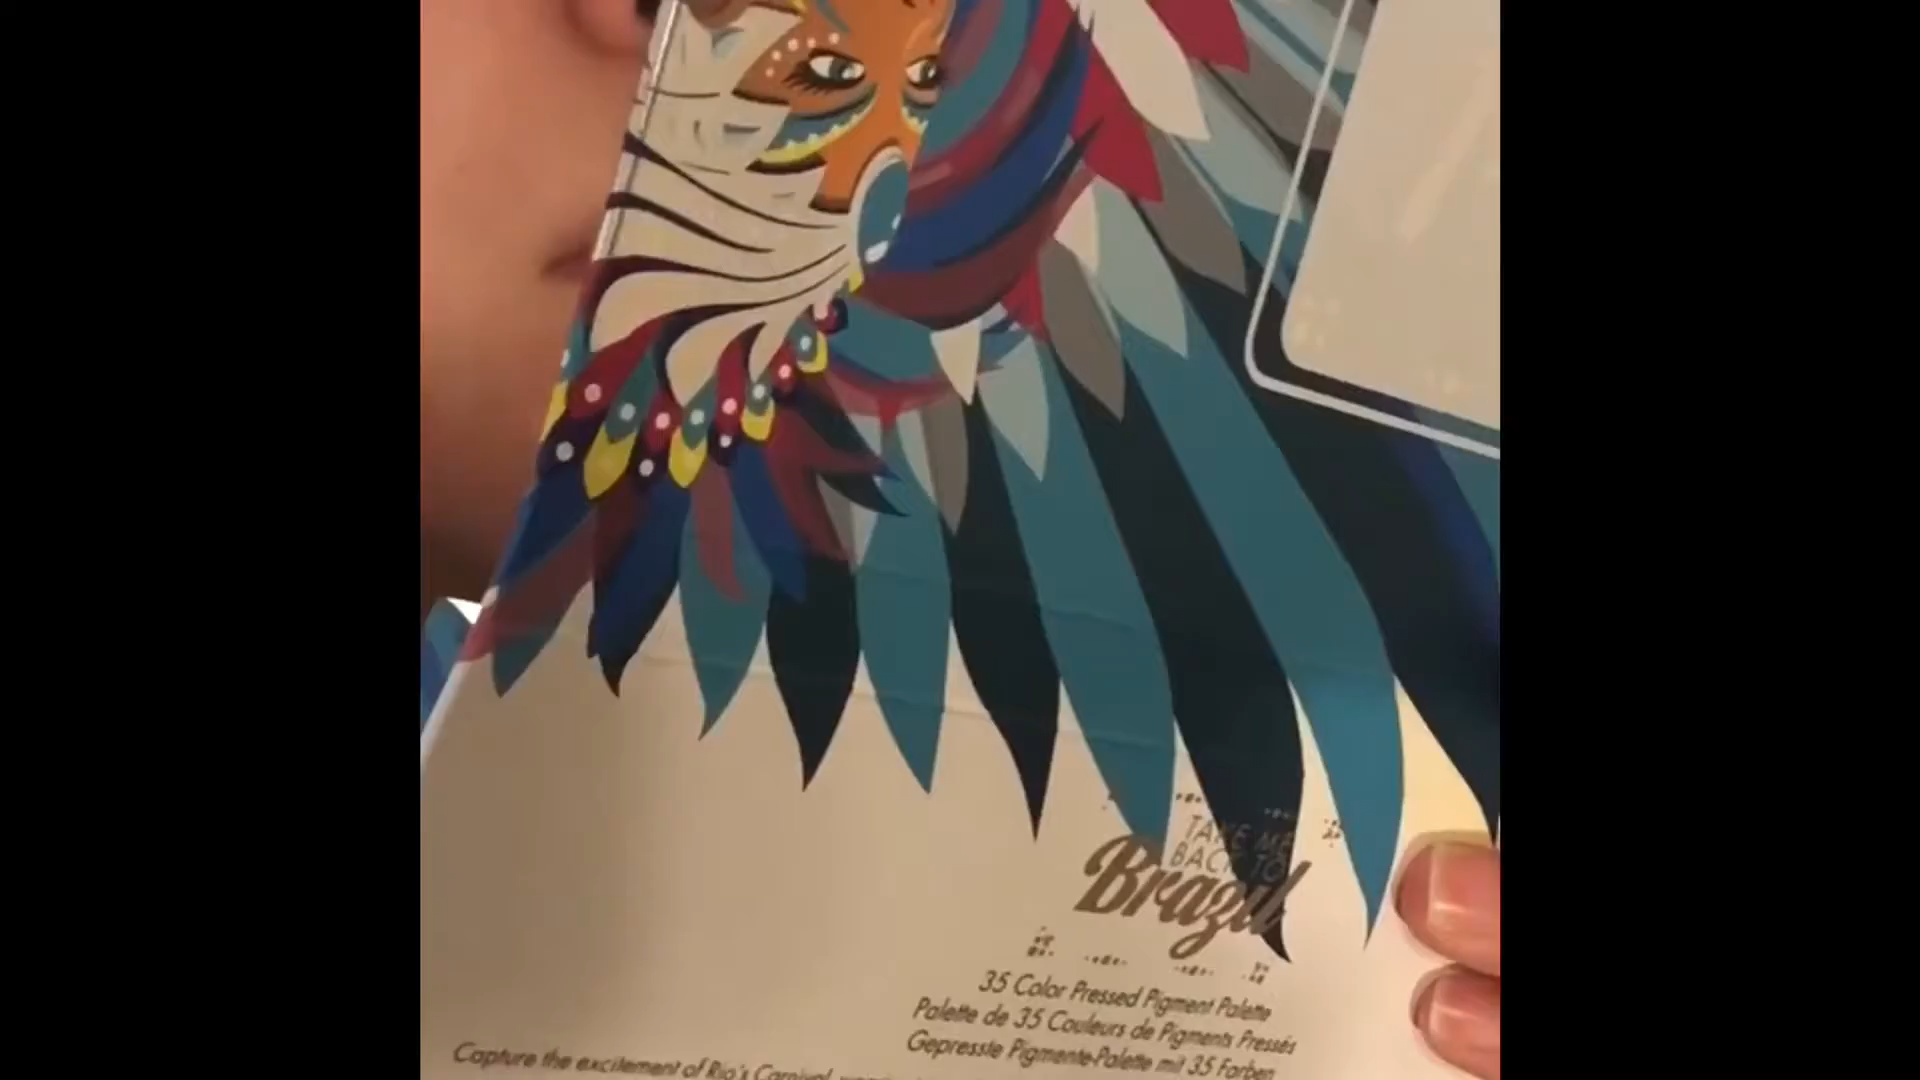 TAKE ME
BACK TO
Brazil
35 Color Pressed Pigment Palette
Palette de 35 Couleurs de Pigments Pressés
Gepresste Pigmente-Palette mit 35 Farben
Capture the excitement of Rio's Carnival,